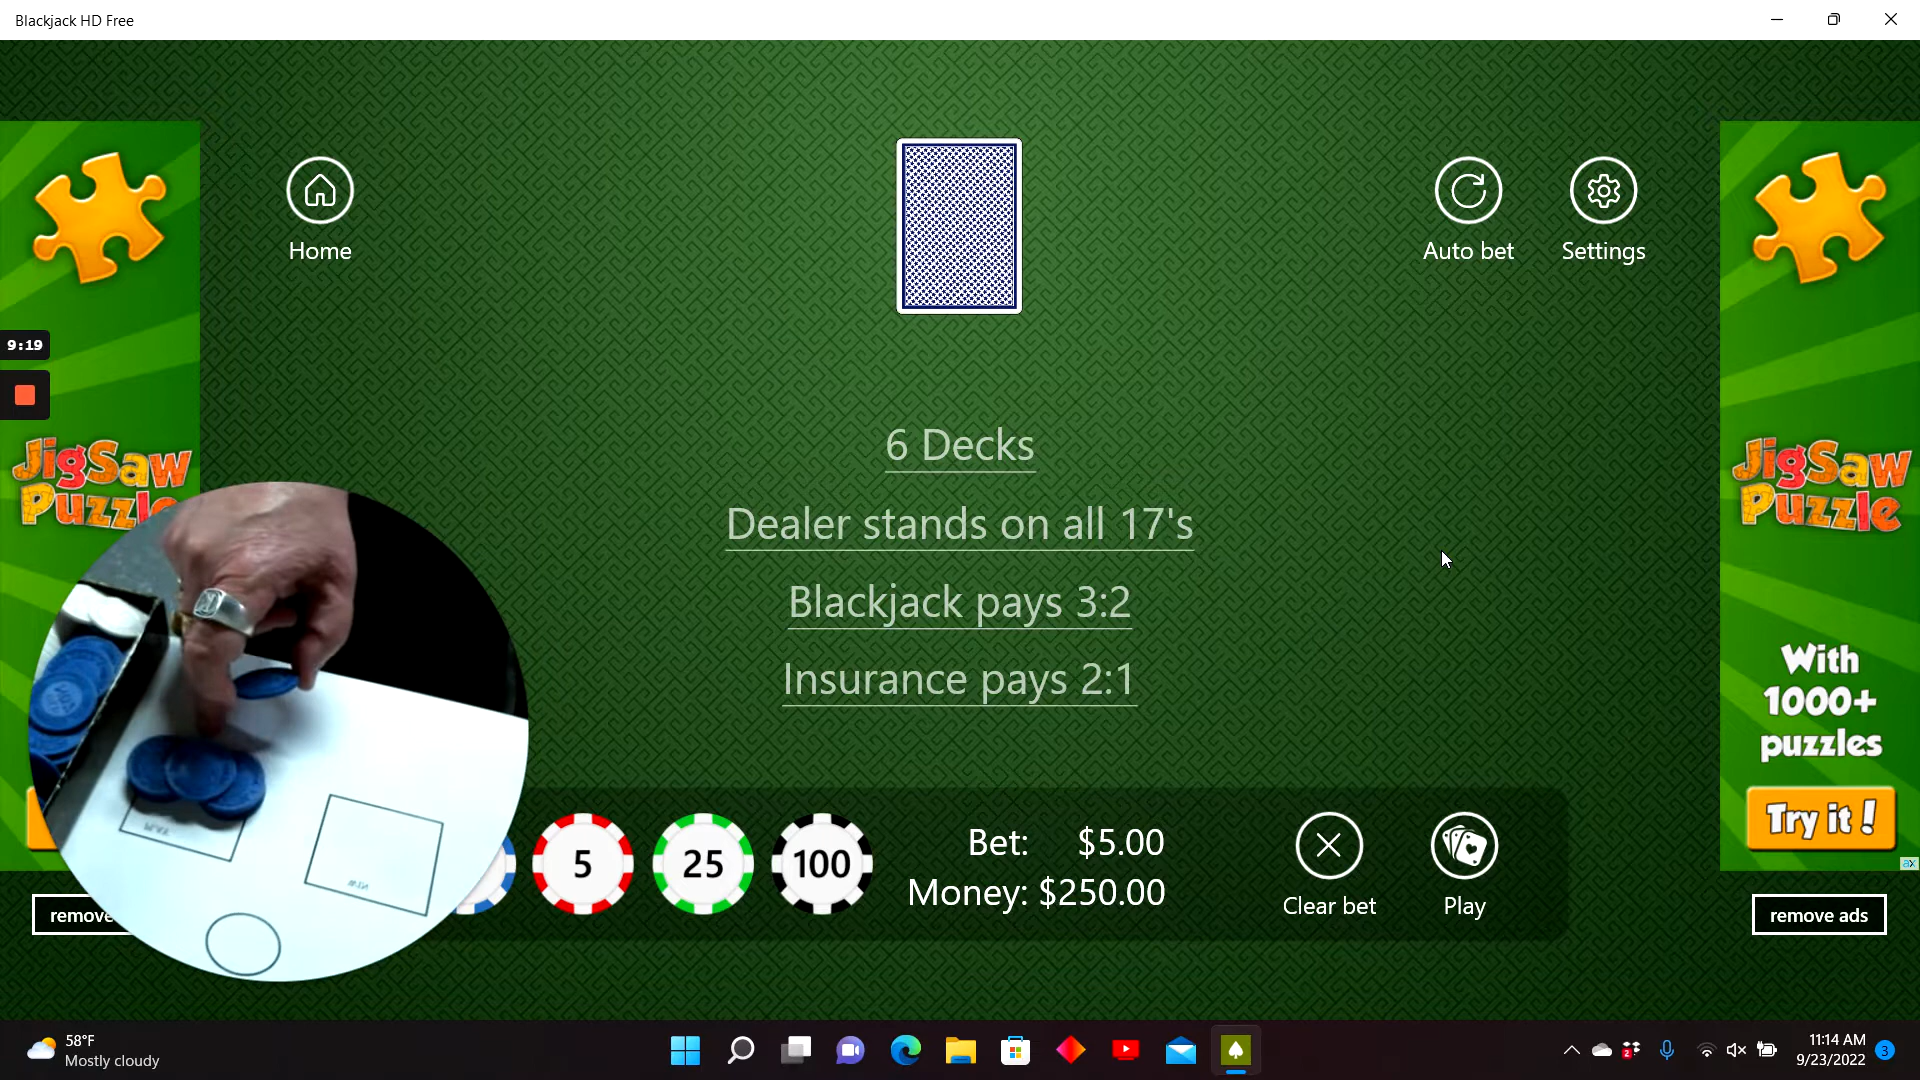 Blackjack HD Free
Home
Auto bet
Settings
9:19
JigSaw
Puzzle
JigSaw
Puzzle
6 Decks
Dealer stands on all 17's
Blackjack pays 3:2
Insurance pays 2:1
With
1000+
puzzles
Try it!
5
25
100
Bet: $5.00
Money: $250.00
Clear bet
Play
remove
remove ads
58°F
Mostly cloudy
2
11:14 AM
9/23/2022
3